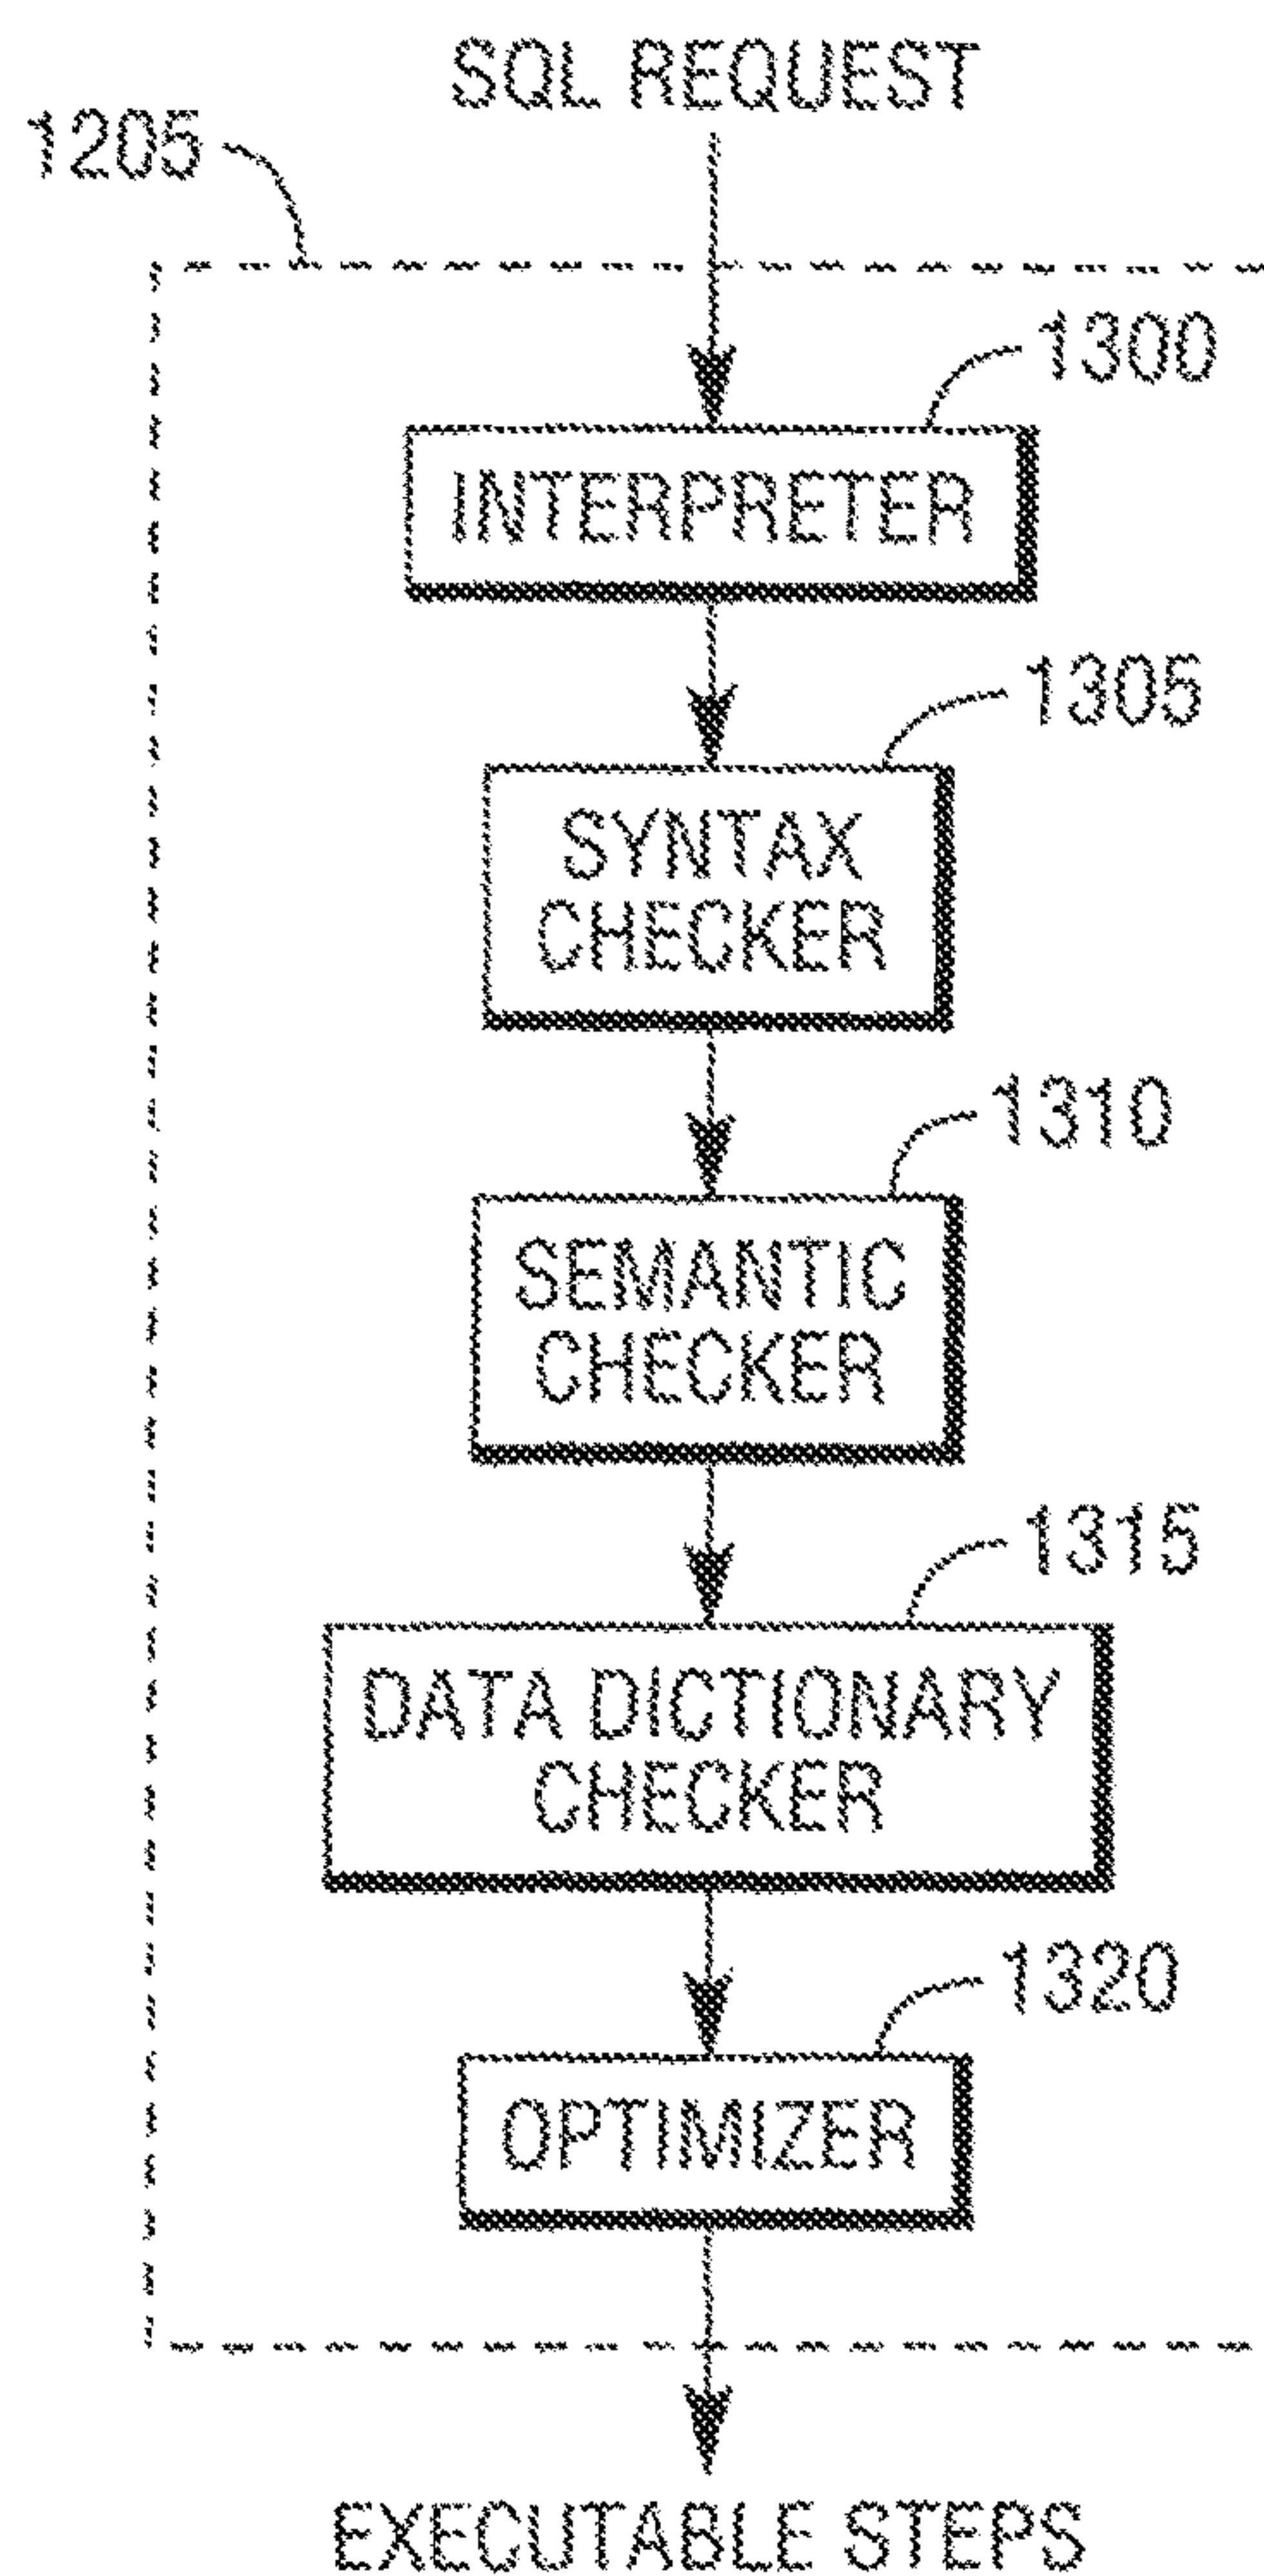 SQL REQUEST
1205
1300
INTERPRETER
1305
SYNTAX
CHECKER
1310
SEMANTIC
CHECKER
1315
DATA DICTIONARY
CHECKER
1320
OPTIMIZER
EXECUTABLE STEPS